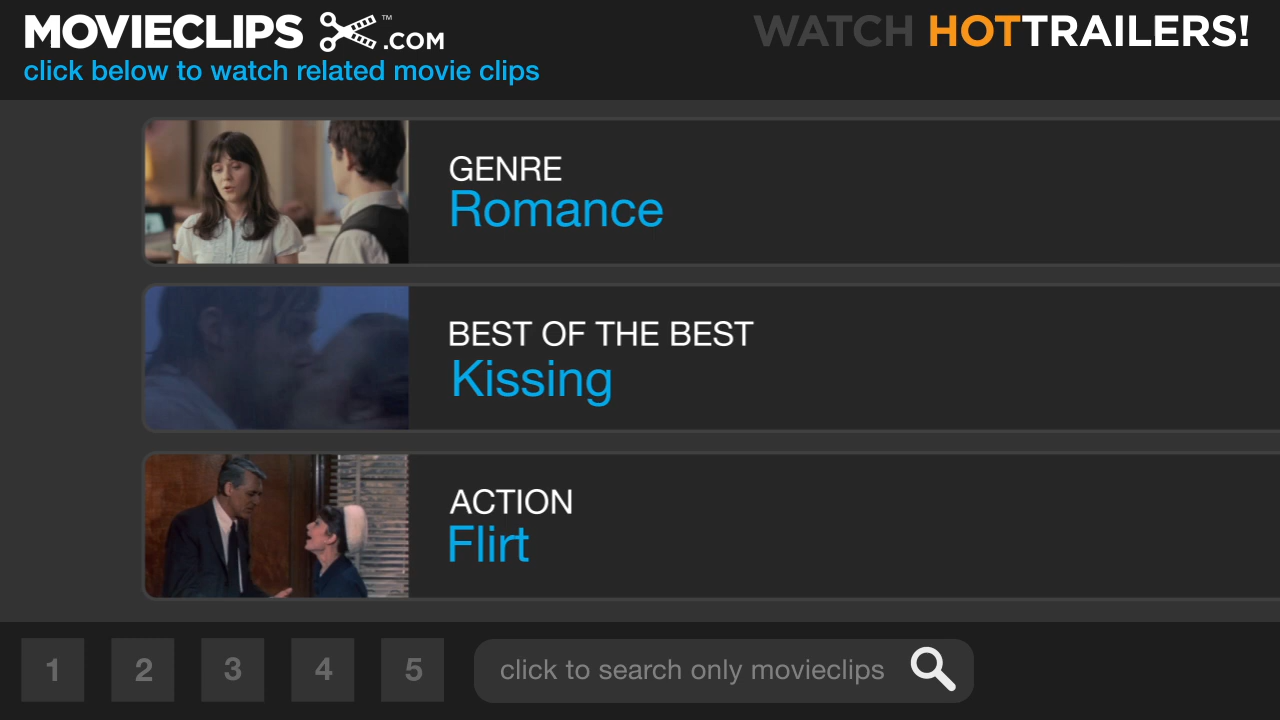 MOVIECLIPS ™ .COM
WATCH HOTTRAILERS!
click below to watch related movie clips
GENRE
Romance
BEST OF THE BEST
Kissing
ACTION
Flirt
1 2 3 4 5 click to search only movieclips